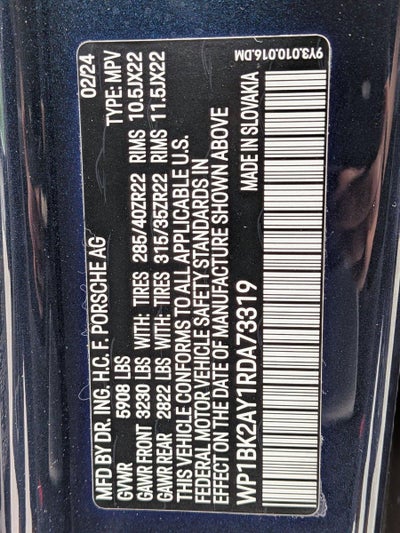 MFD BY DR. ING. H.C. F. PORSCHE AG 02/24
GVWR 5908 LBS TYPE: MPV
GAWR FRONT 3230 LBS WITH: TIRES 285/40ZR22 RIMS 10.5JX22
GAWR REAR 2822 LBS WITH: TIRES 315/35ZR22 RIMS 11.5JX22
THIS VEHICLE CONFORMS TO ALL APPLICABLE U.S.
FEDERAL MOTOR VEHICLE SAFETY STANDARDS IN
EFFECT ON THE DATE OF MANUFACTURE SHOWN ABOVE
WP1BK2AY1RDA73319 MADE IN SLOVAKIA
9Y3.010.016.DM